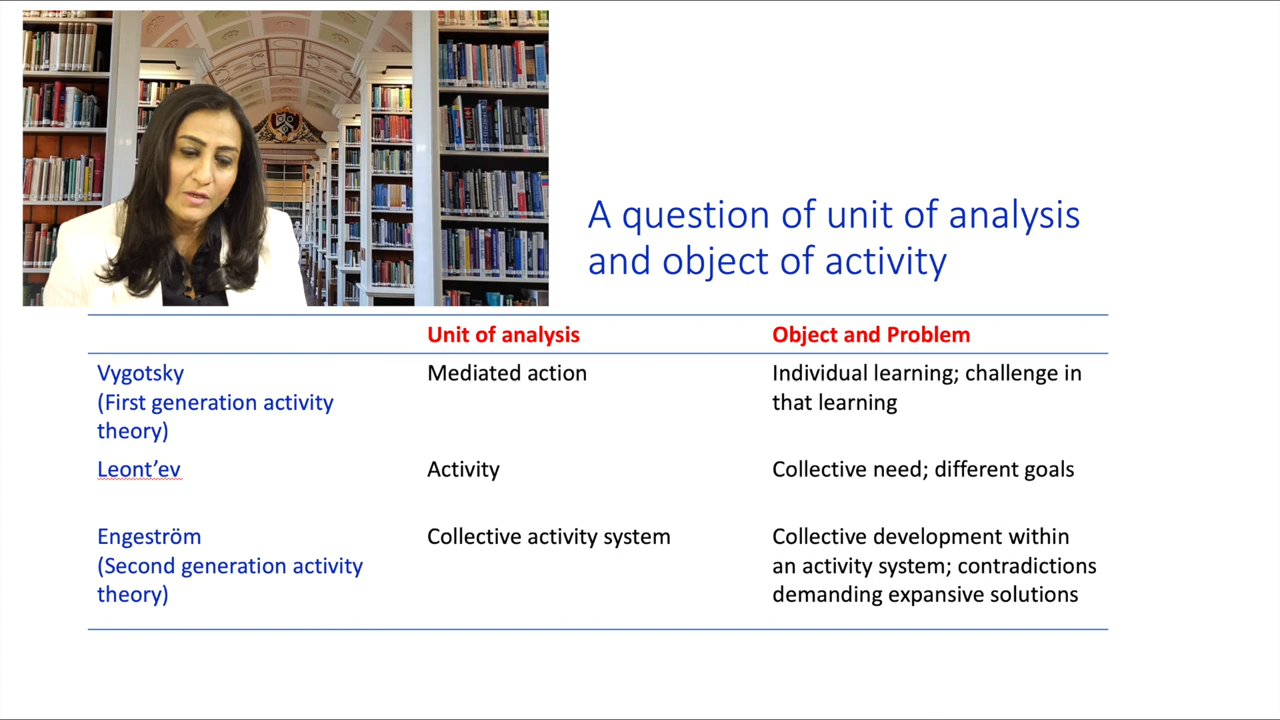 A question of unit of analysis
and object of activity
Unit of analysis
Object and Problem
Vygotsky
(First generation activity
theory)
Mediated action
Individual learning; challenge in
that learning
Leont’ev
Activity
Collective need; different goals
Engeström
(Second generation activity
theory)
Collective activity system
Collective development within
an activity system; contradictions
demanding expansive solutions